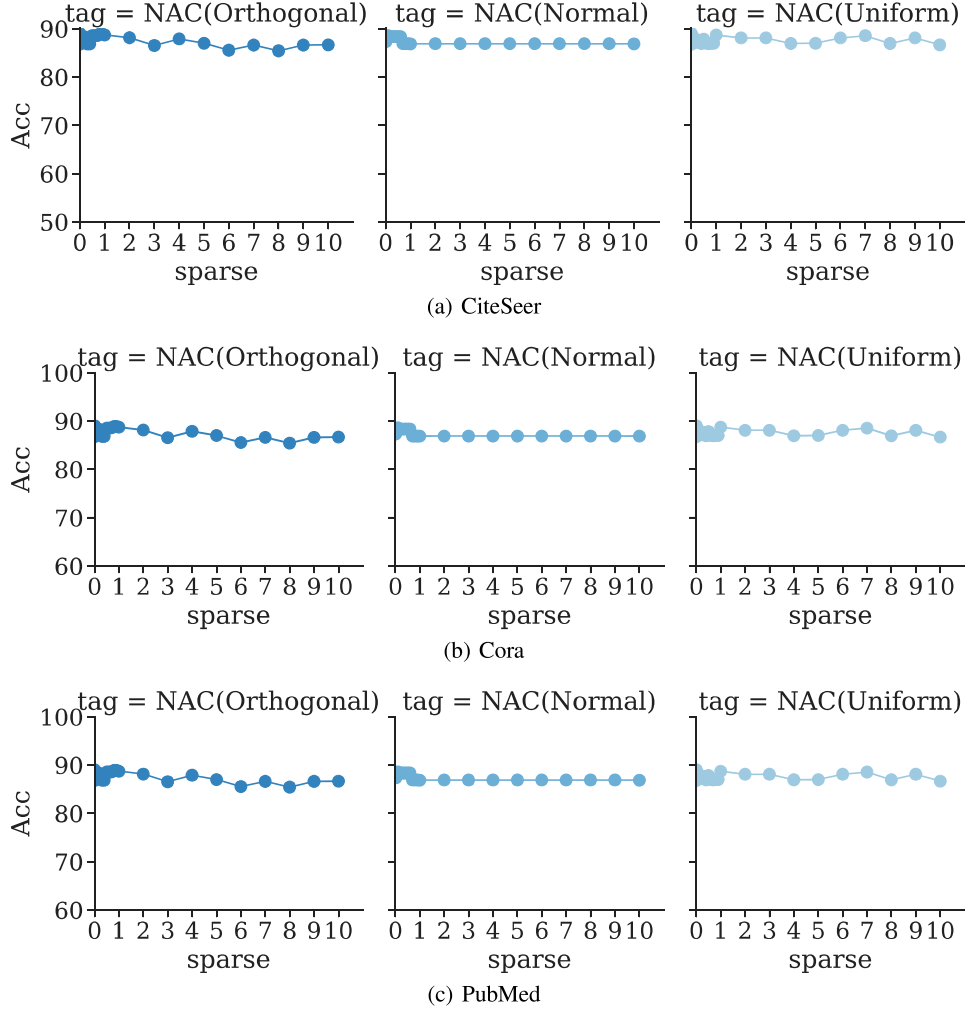 tag = NAC(Orthogonal) tag = NAC(Normal) tag = NAC(Uniform)
90
80
70
60
50
Acc
0 1 2 3 4 5 6 7 8 9 10 0 1 2 3 4 5 6 7 8 9 10 0 1 2 3 4 5 6 7 8 9 10
sparse sparse sparse
(a) CiteSeer
tag = NAC(Orthogonal) tag = NAC(Normal) tag = NAC(Uniform)
100
90
80
70
60
Acc
0 1 2 3 4 5 6 7 8 9 10 0 1 2 3 4 5 6 7 8 9 10 0 1 2 3 4 5 6 7 8 9 10
sparse sparse sparse
(b) Cora
tag = NAC(Orthogonal) tag = NAC(Normal) tag = NAC(Uniform)
100
90
80
70
60
Acc
0 1 2 3 4 5 6 7 8 9 10 0 1 2 3 4 5 6 7 8 9 10 0 1 2 3 4 5 6 7 8 9 10
sparse sparse sparse
(c) PubMed